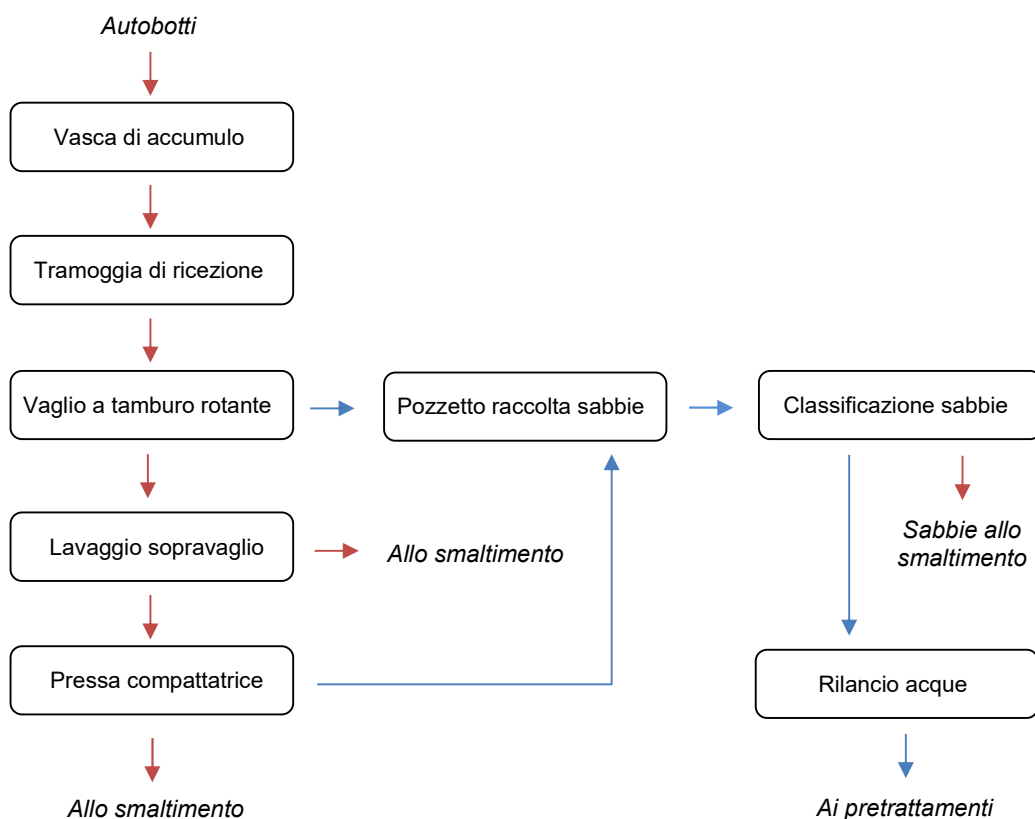 Autobotti
Vasca di accumulo
Tramoggia di ricezione
Vaglio a tamburo rotante
Pozzetto raccolta sabbie
Classificazione sabbie
Lavaggio sopravaglio
Allo smaltimento
Sabbie allo
smaltimento
Pressa compattatrice
Rilancio acque
Allo smaltimento
Ai pretrattamenti